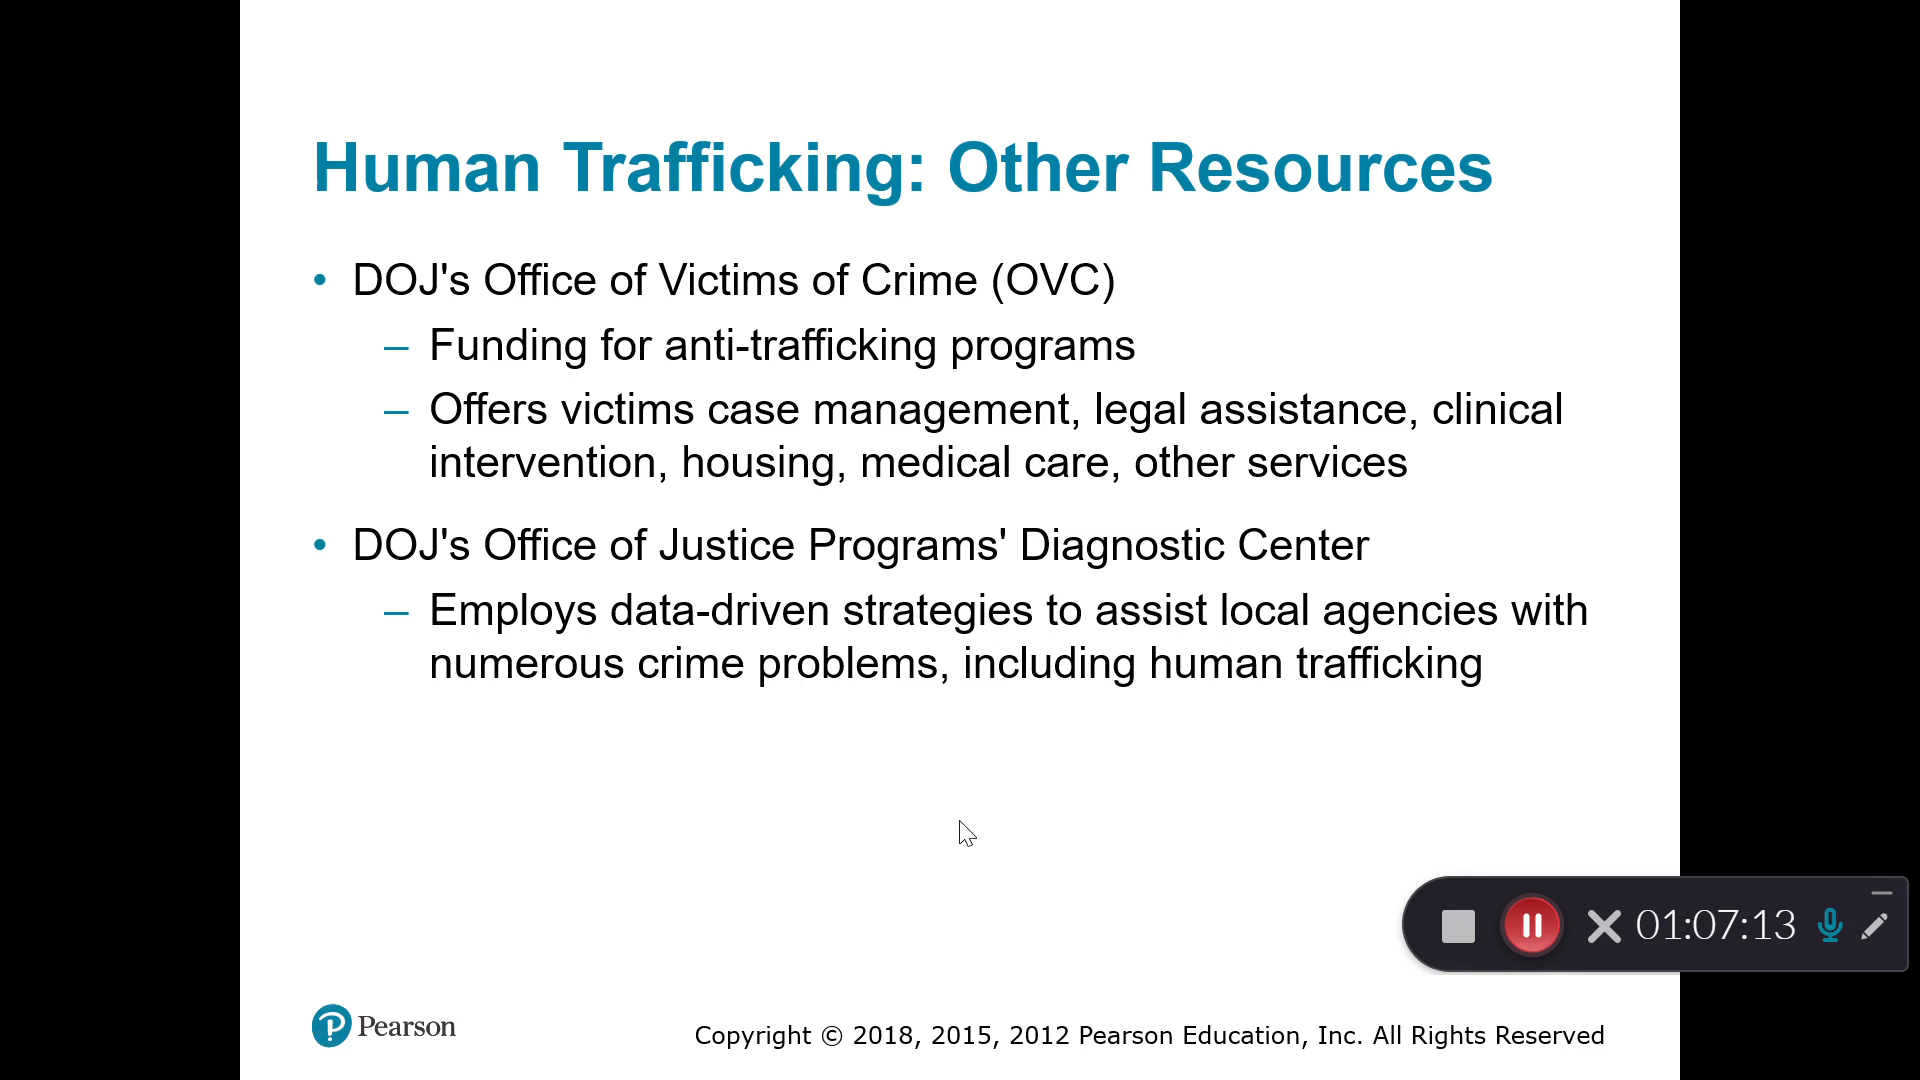 Human Trafficking: Other Resources
• DOJ's Office of Victims of Crime (OVC)
– Funding for anti-trafficking programs
– Offers victims case management, legal assistance, clinical
intervention, housing, medical care, other services
• DOJ's Office of Justice Programs' Diagnostic Center
– Employs data-driven strategies to assist local agencies with
numerous crime problems, including human trafficking
01:07:13
Pearson
Copyright © 2018, 2015, 2012 Pearson Education, Inc. All Rights Reserved